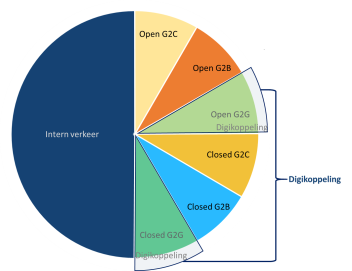 Open G2C
Open G2B
Open G2G
Digikoppeling
Intern verkeer
Closed G2C
Digikoppeling
Closed G2B
Closed G2G
Digikoppeling